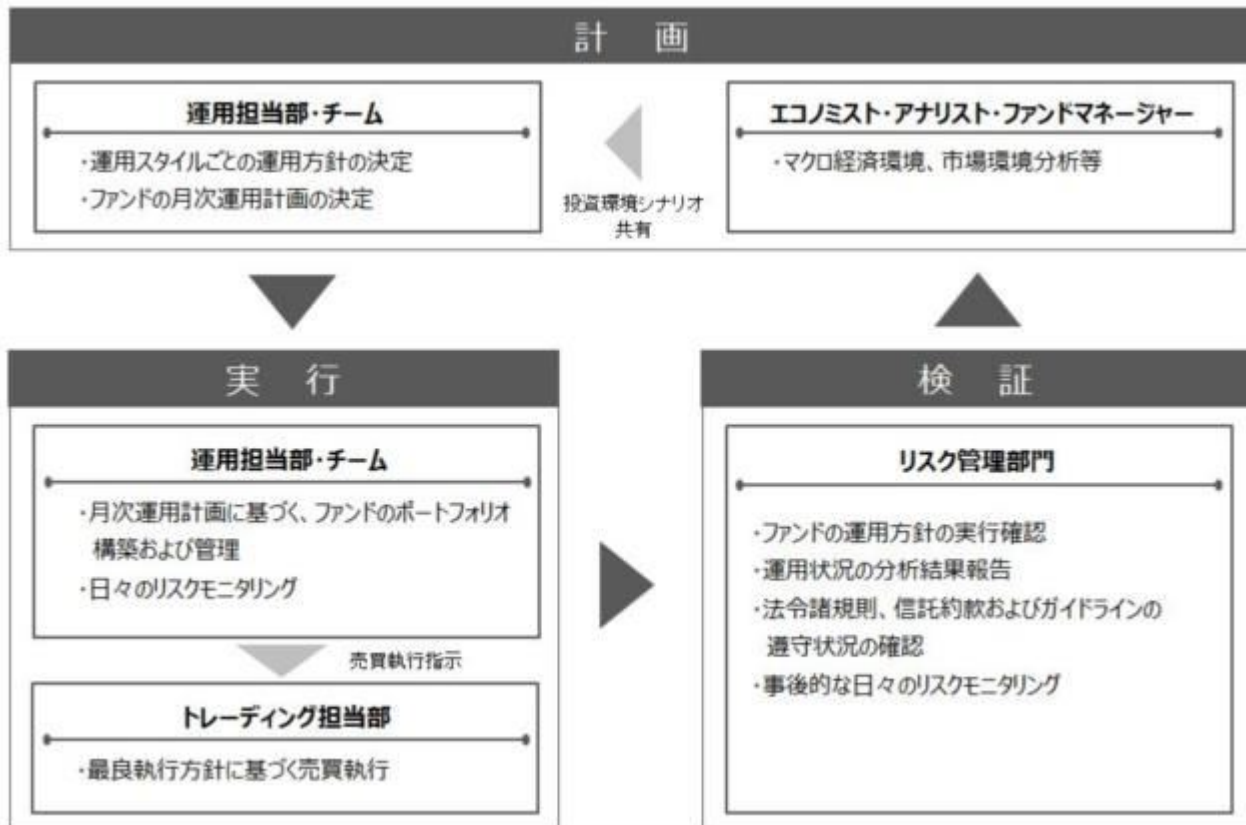 計 画
運用担当部・チーム
・運用スタイルごとの運用方針の決定
・ファンドの月次運用計画の決定
投資環境シナリオ
共有
エコノミスト・アナリスト・ファンドマネージャー
・マクロ経済環境、市場環境分析等
実 行
運用担当部・チーム
・月次運用計画に基づく、ファンドのポートフォリオ
構築および管理
・日々のリスクモニタリング
売買執行指示
トレーディング担当部
・最良執行方針に基づく売買執行
検 証
リスク管理部門
・ファンドの運用方針の実行確認
・運用状況の分析結果報告
・法令諸規則、信託約款およびガイドラインの
遵守状況の確認
・事後的な日々のリスクモニタリング